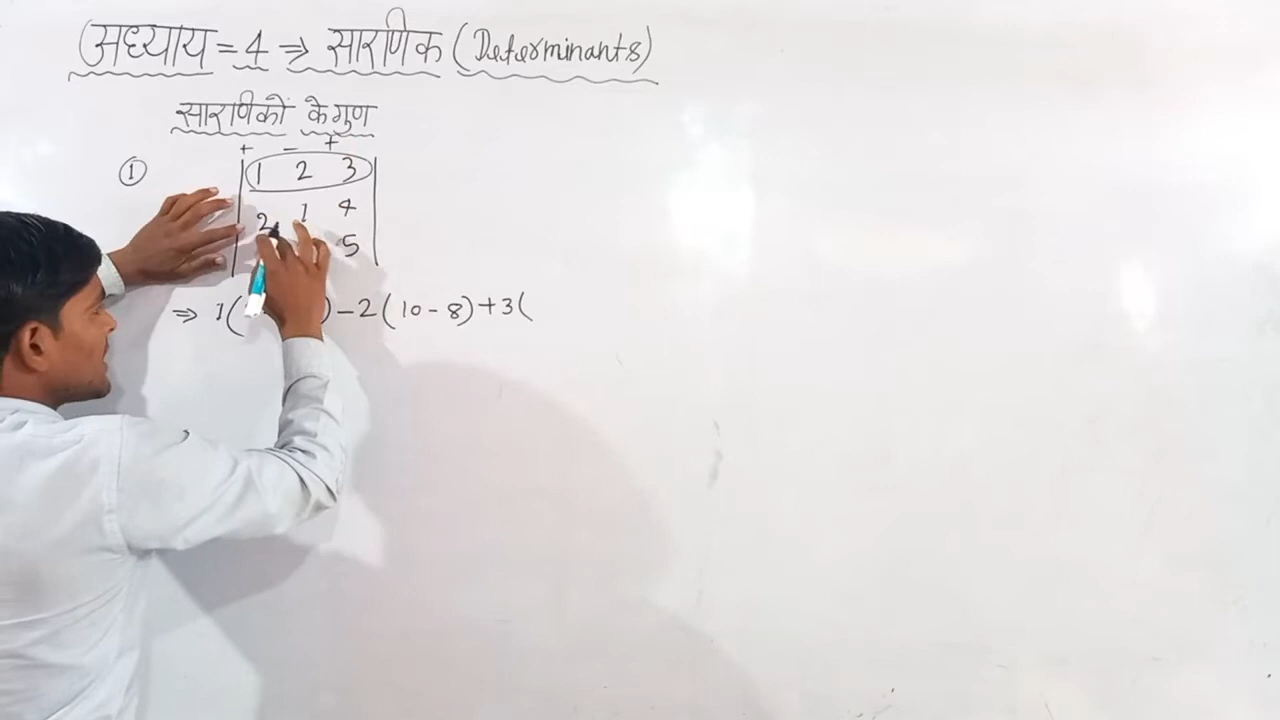 (अध्याय = 4 ⇒ सारणिक (Determinants)
सारणिकों के गुण
+ - +
① 1 2 3
2 1 4
5
⇒ 1( ) - 2 (10 - 8) + 3(